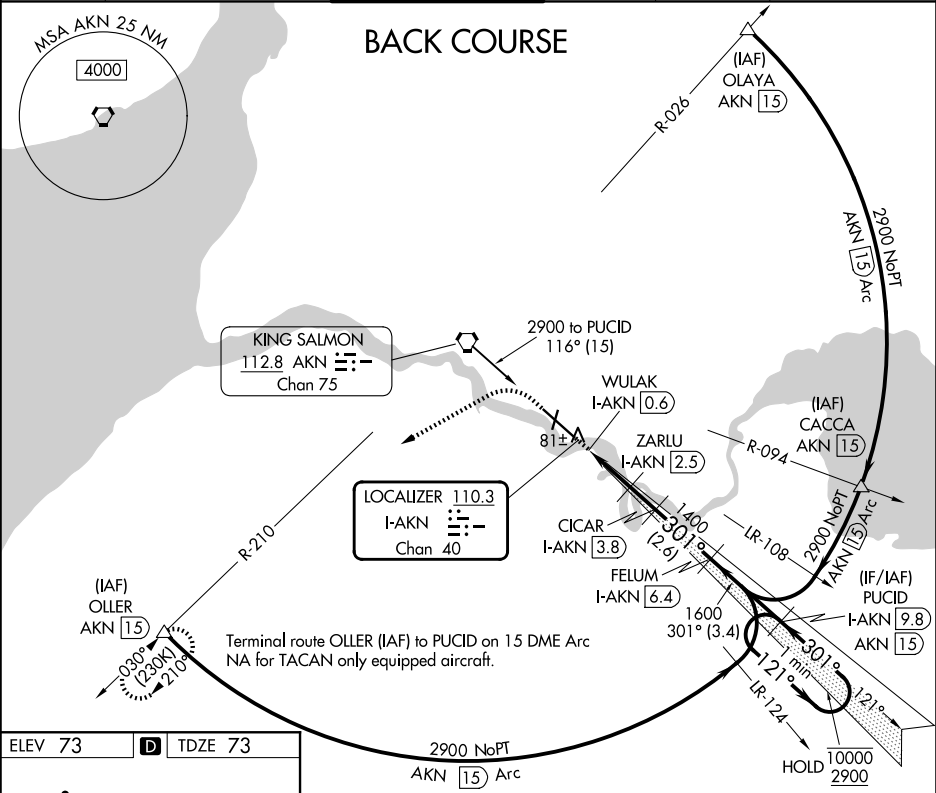 BACK COURSE
MSA AKN 25 NM
4000
(IAF)
OLAYA
AKN 15
R-026
2900 NoPT
AKN 15 Arc
KING SALMON
112.8 AKN
Chan 75
2900 to PUCID
116° (15)
WULAK
I-AKN 0.6
81±
ZARLU
I-AKN 2.5
(IAF)
CACCA
AKN 15
R-094
LOCALIZER 110.3
I-AKN
Chan 40
CICAR
I-AKN 3.8
1400
301°
(2.6)
LR-108
2900 NoPT
AKN 15 Arc
R-210
FELUM
I-AKN 6.4
1600
301° (3.4)
(IF/IAF)
PUCID
I-AKN 9.8
AKN 15
(IAF)
OLLER
AKN 15
030°
(230K)
210°
Terminal route OLLER (IAF) to PUCID on 15 DME Arc
NA for TACAN only equipped aircraft.
301°
1 min
121°
121°
LR-124
HOLD 10000
2900
2900 NoPT
AKN 15 Arc
ELEV 73 D TDZE 73